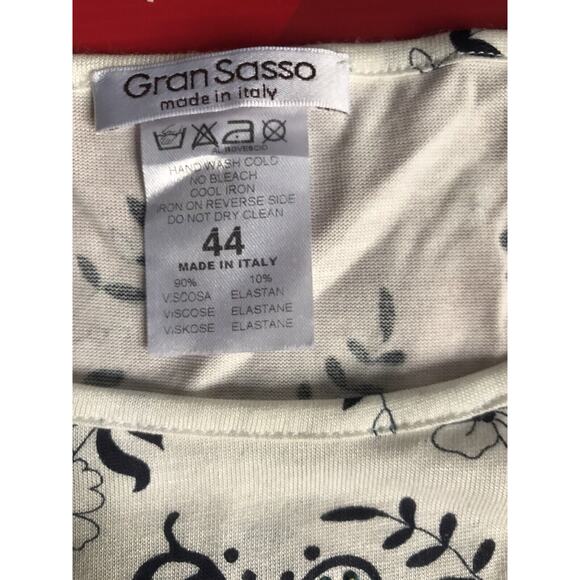 Gran Sasso
made in italy
AL ROVESCIO
HAND WASH COLD
NO BLEACH
COOL IRON
IRON ON REVERSE SIDE
DO NOT DRY CLEAN
44
MADE IN ITALY
90% 10%
VISCOSA ELASTAN
VISCOSE ELASTANE
VISKOSE ELASTANE